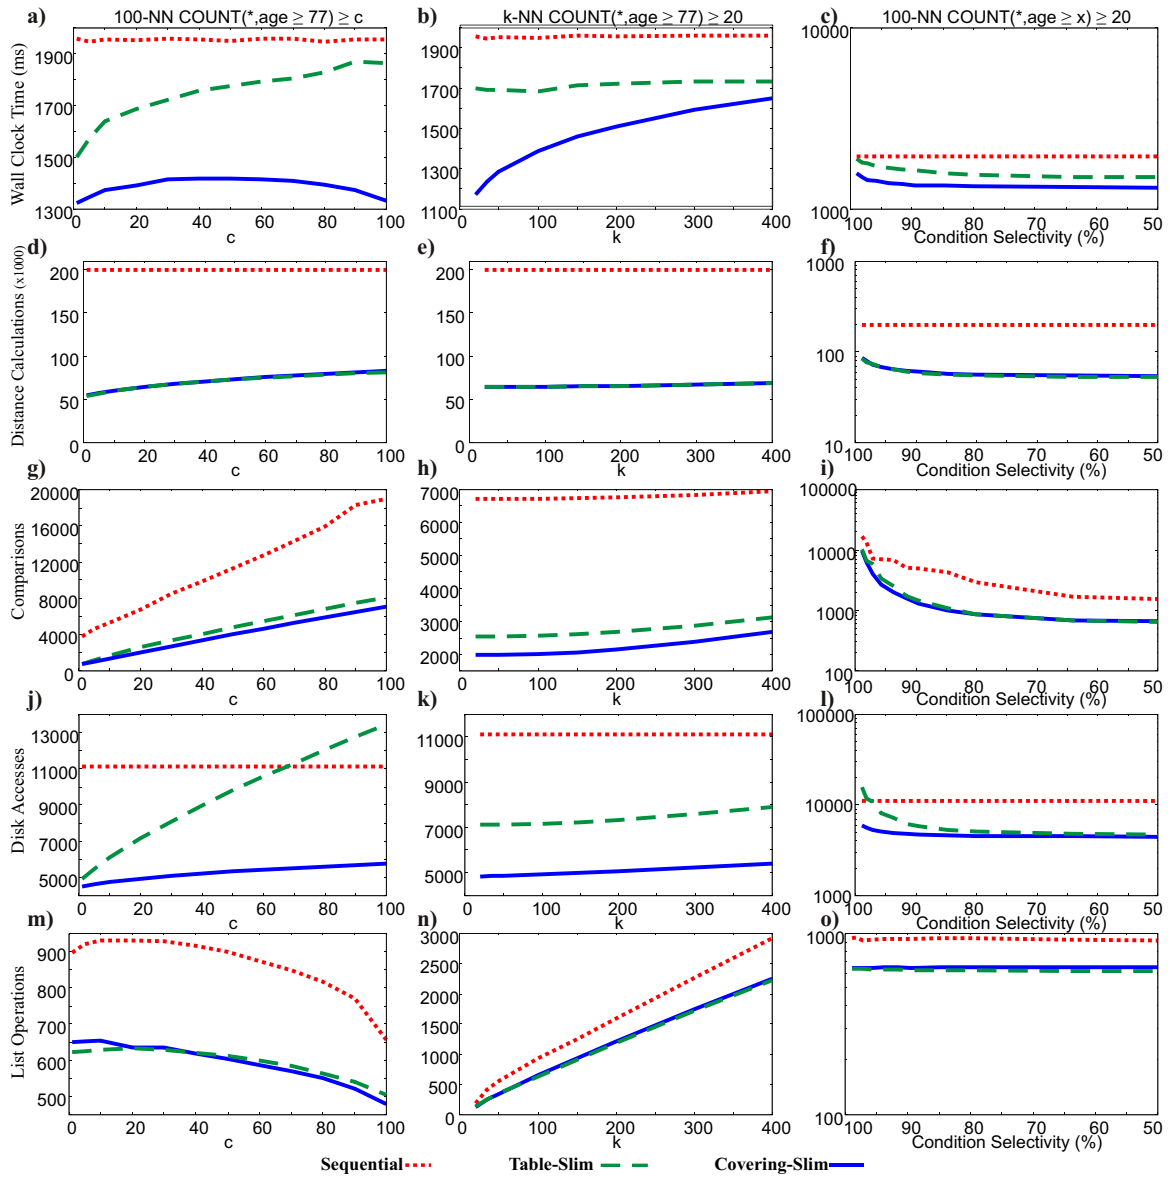 a) 100-NN COUNT(*,age ≥ 77) ≥ c
b) k-NN COUNT(*,age ≥ 77) ≥ 20
c) 100-NN COUNT(*,age ≥ x) ≥ 20
Wall Clock Time (ms)
1900
1700
1500
1300
0 20 40 60 80 100
c
1900
1700
1500
1300
1100
0 100 200 300 400
k
10000
1000
100 90 80 70 60 50
Condition Selectivity (%)
d)
e)
f)
Distance Calculations (x1000)
200
150
100
50
0
0 20 40 60 80 100
c
200
150
100
50
0
0 100 200 300 400
k
1000
100
10
100 90 80 70 60 50
Condition Selectivity (%)
g)
h)
i)
Comparisons
20000
16000
12000
8000
4000
0
0 20 40 60 80 100
c
7000
6000
5000
4000
3000
2000
0 100 200 300 400
k
100000
10000
1000
100
100 90 80 70 60 50
Condition Selectivity (%)
j)
k)
l)
Disk Accesses
13000
11000
9000
7000
5000
0 20 40 60 80 100
c
11000
9000
7000
5000
0 100 200 300 400
k
100000
10000
1000
100 90 80 70 60 50
Condition Selectivity (%)
m)
n)
o)
List Operations
900
800
700
600
500
0 20 40 60 80 100
c
3000
2500
2000
1500
1000
500
0
0 100 200 300 400
k
1000
100
100 90 80 70 60 50
Condition Selectivity (%)
Sequential Table-Slim Covering-Slim